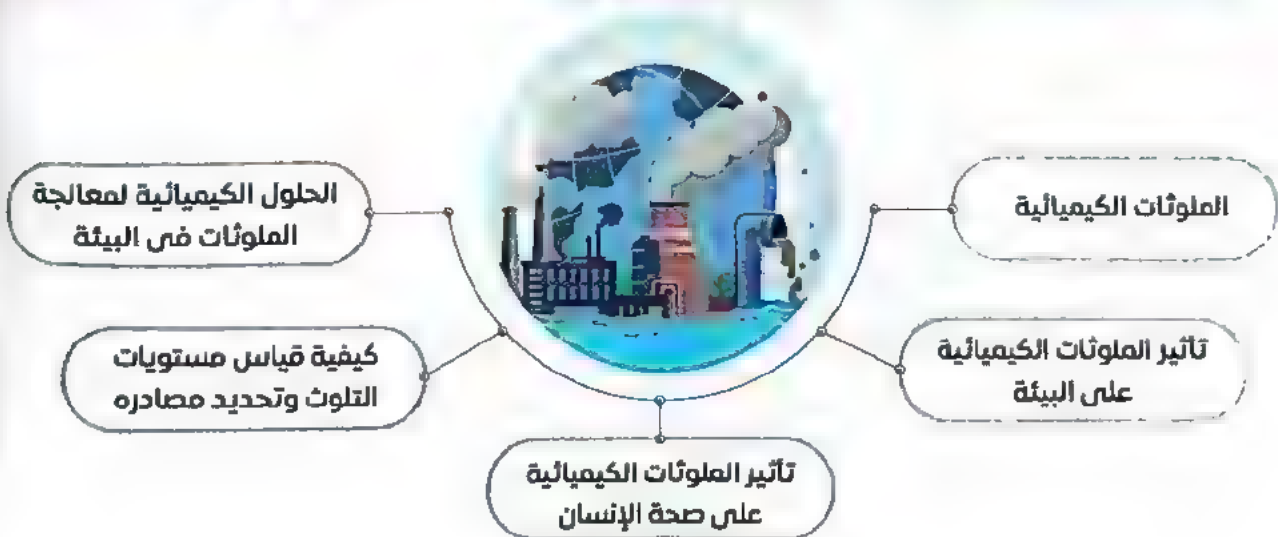 الملوثات الكيميائية
تأثير الملوثات الكيميائية
على البيئة
تأثير الملوثات الكيميائية
على صحة الإنسان
كيفية قياس مستويات
التلوث وتحديد مصادره
الحلول الكيميائية لمعالجة
الملوثات فى البيئة